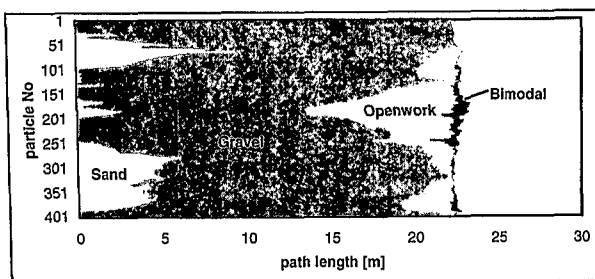 1
51
101
151
201
251
301
351
401
particle No
Bimodal
Openwork
Gravel
Sand
0 5 10 15 20 25 30
path length [m]